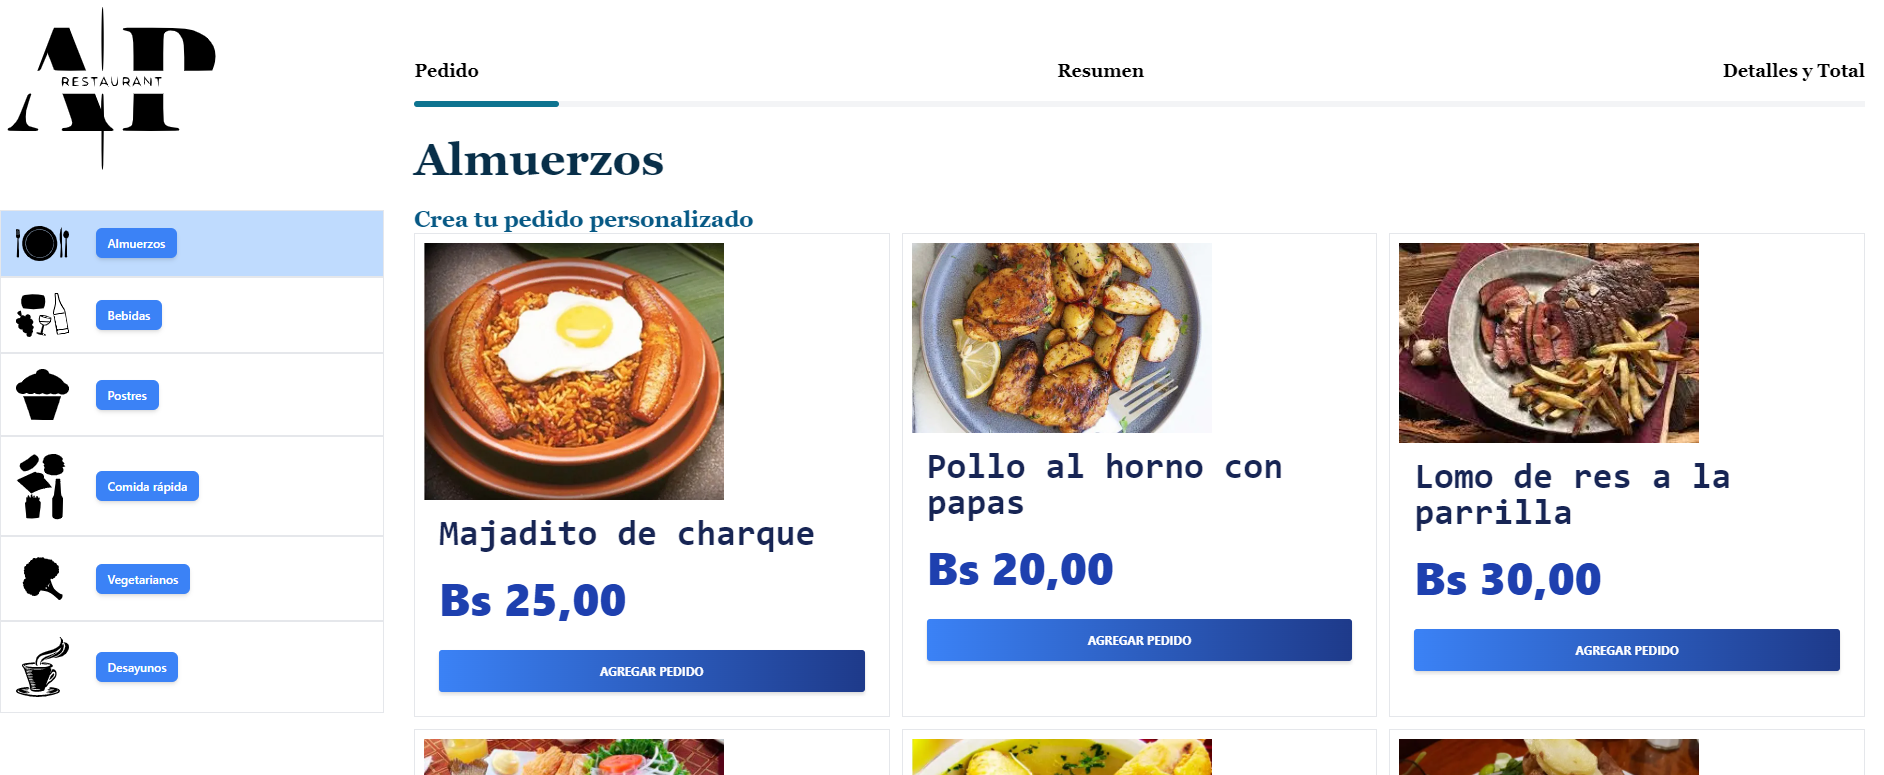 AP
RESTAURANT
Pedido
Resumen
Detalles y Total
Almuerzos
Crea tu pedido personalizado
Almuerzos
Bebidas
Postres
Comida rápida
Vegetarianos
Desayunos
Majadito de charque
Bs 25,00
AGREGAR PEDIDO
Pollo al horno con
papas
Bs 20,00
AGREGAR PEDIDO
Lomo de res a la
parrilla
Bs 30,00
AGREGAR PEDIDO